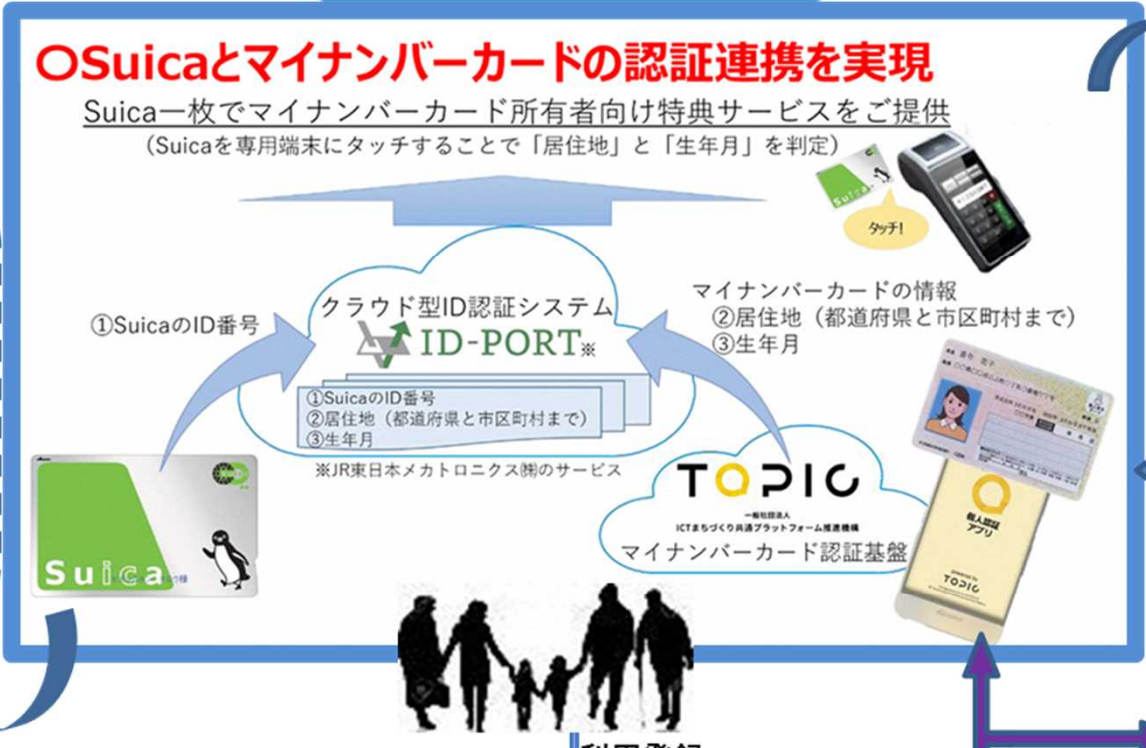 〇Suicaとマイナンバーカードの認証連携を実現
Suica一枚でマイナンバーカード所有者向け特典サービスをご提供
（Suicaを専用端末にタッチすることで「居住地」と「生年月」を判定）
Suica
タッチ!
クラウド型ID認証システム
ID-PORT※
①SuicaのID番号
マイナンバーカードの情報
②居住地（都道府県と市区町村まで）
③生年月
①SuicaのID番号
②居住地（都道府県と市区町村まで）
③生年月
※JR東日本メカトロニクス㈱のサービス
TOPIC
一般社団法人
ICTまちづくり共通プラットフォーム推進機構
マイナンバーカード認証基盤
Suica
個人認証
アプリ
powered by
TOPIC
利用登録